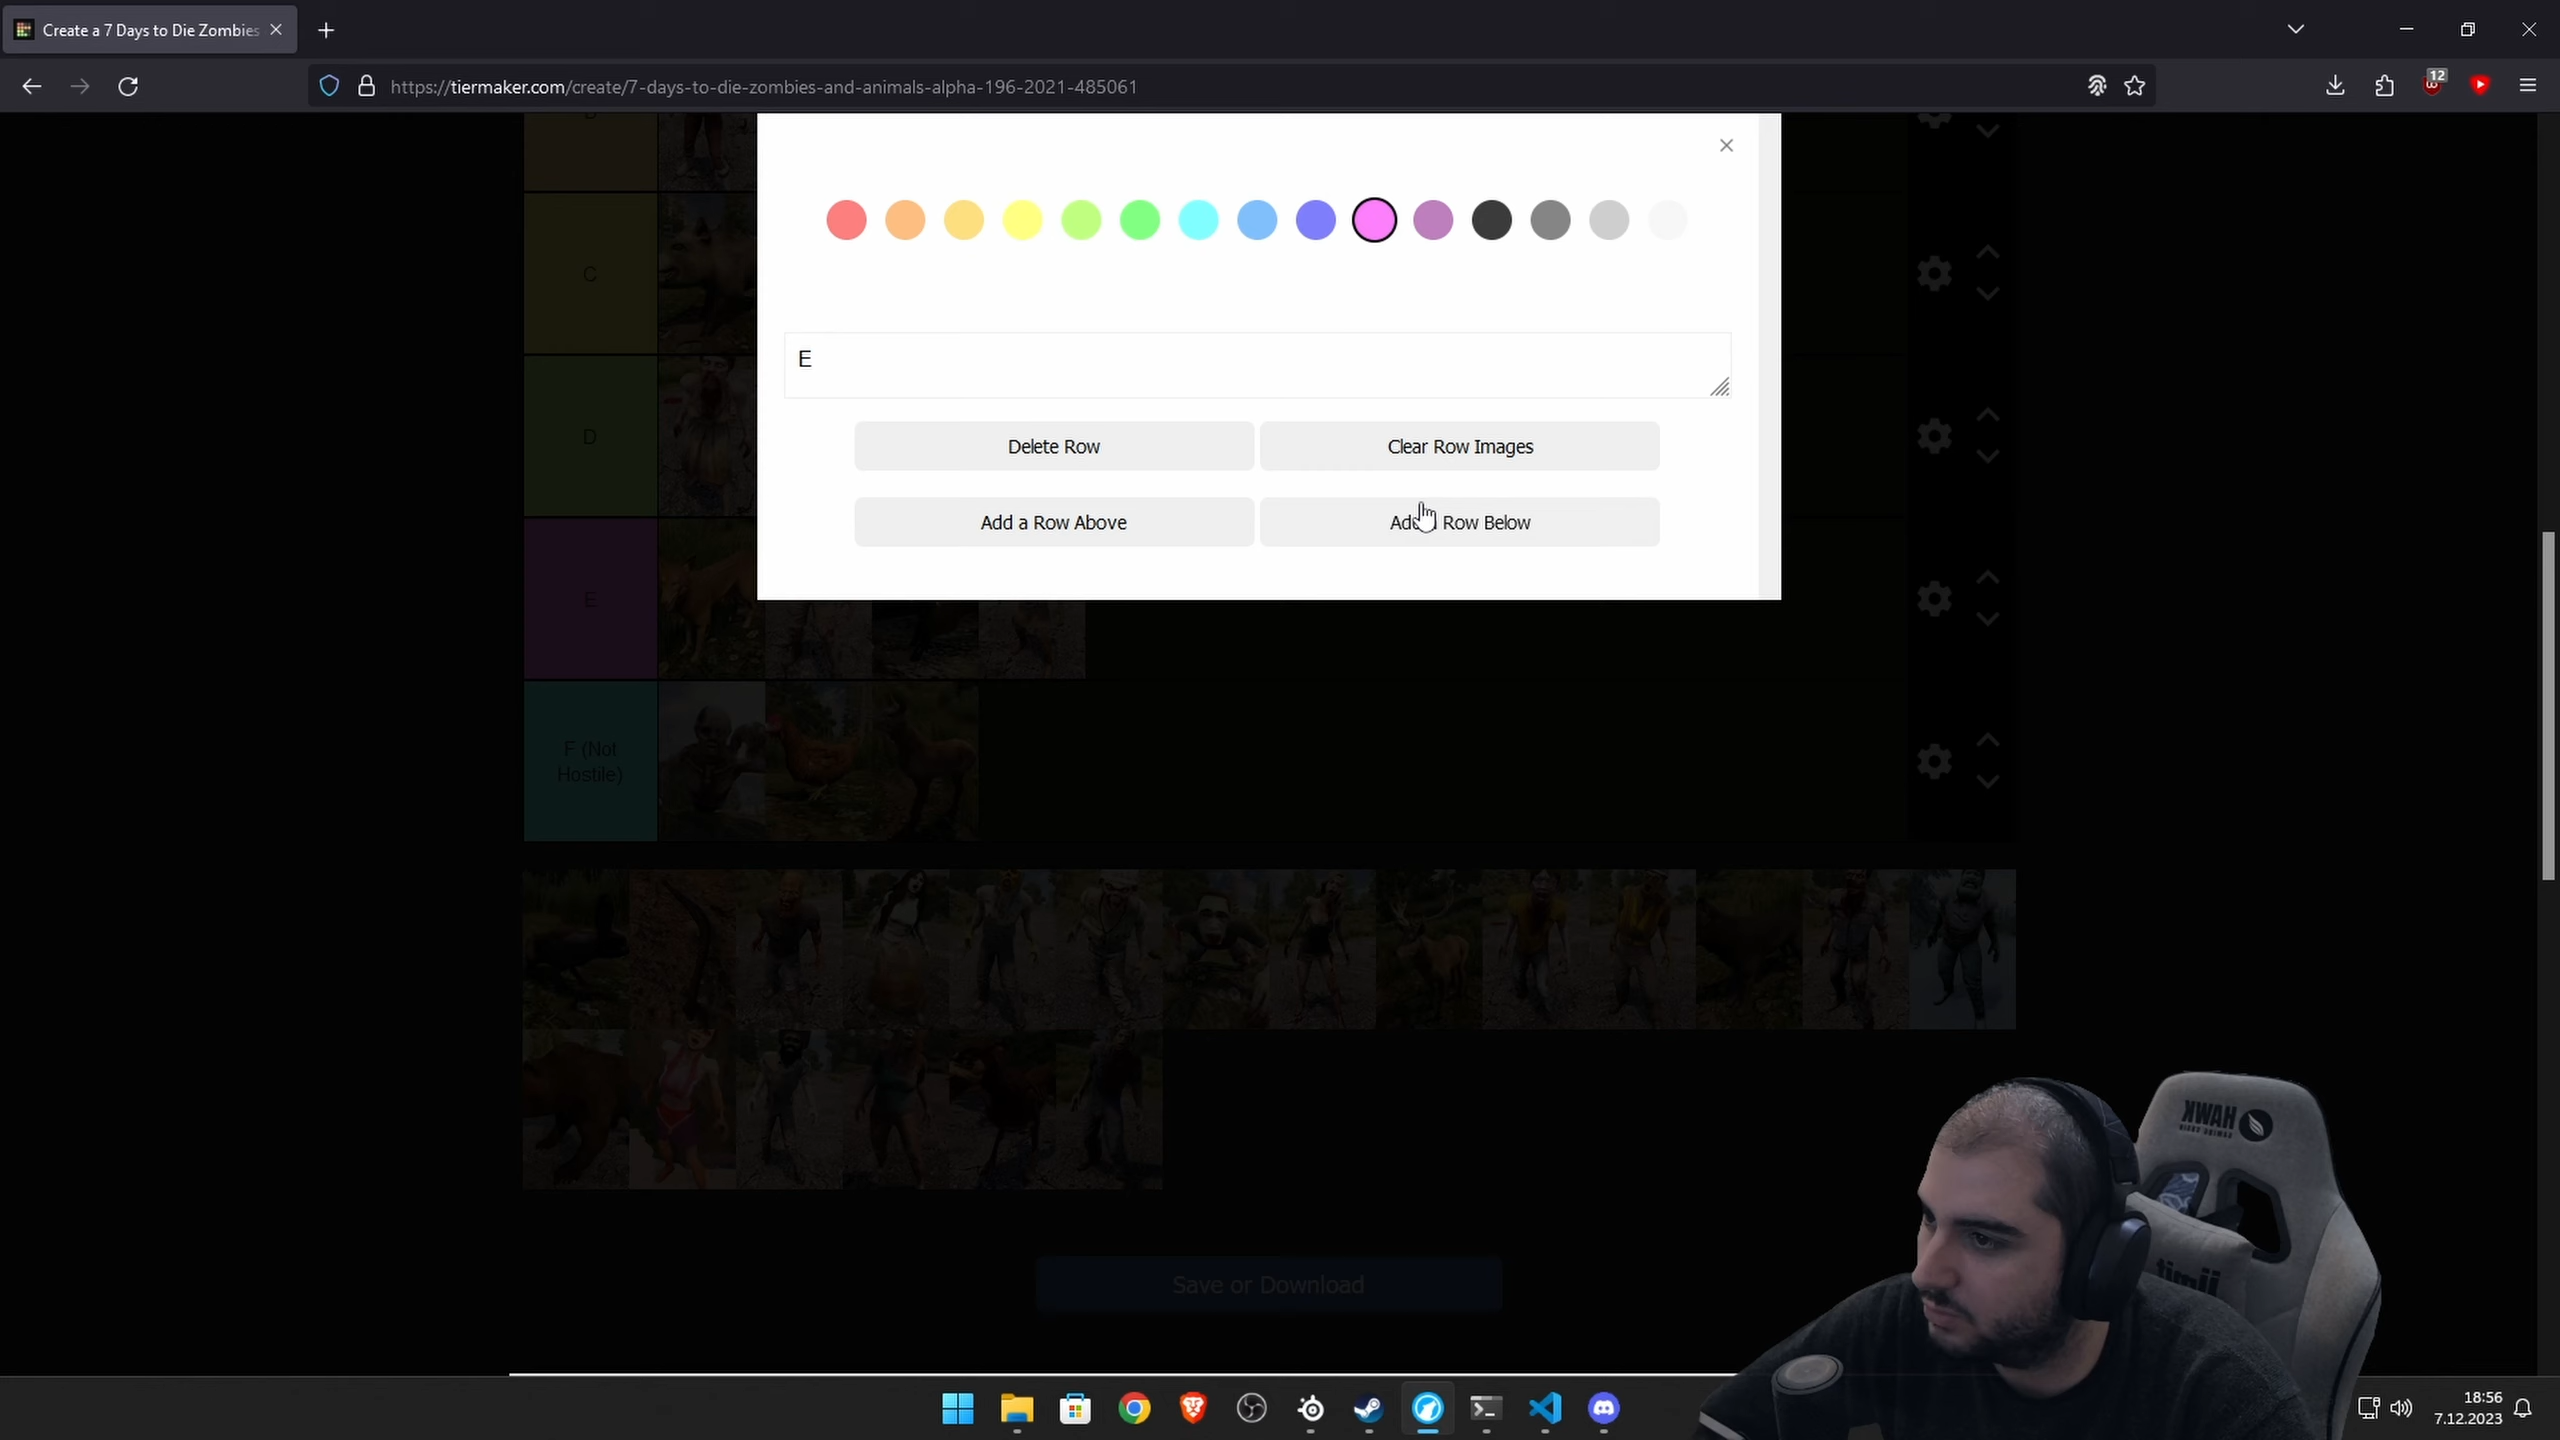 Create a 7 Days to Die Zombies
https://tiermaker.com/create/7-days-to-die-zombies-and-animals-alpha-196-2021-485061
12
E
Delete Row
Clear Row Images
Add a Row Above
Row Below
C
D
E
F (Not
Hostile)
Save or Download
HAWK
18:56
7.12.2023